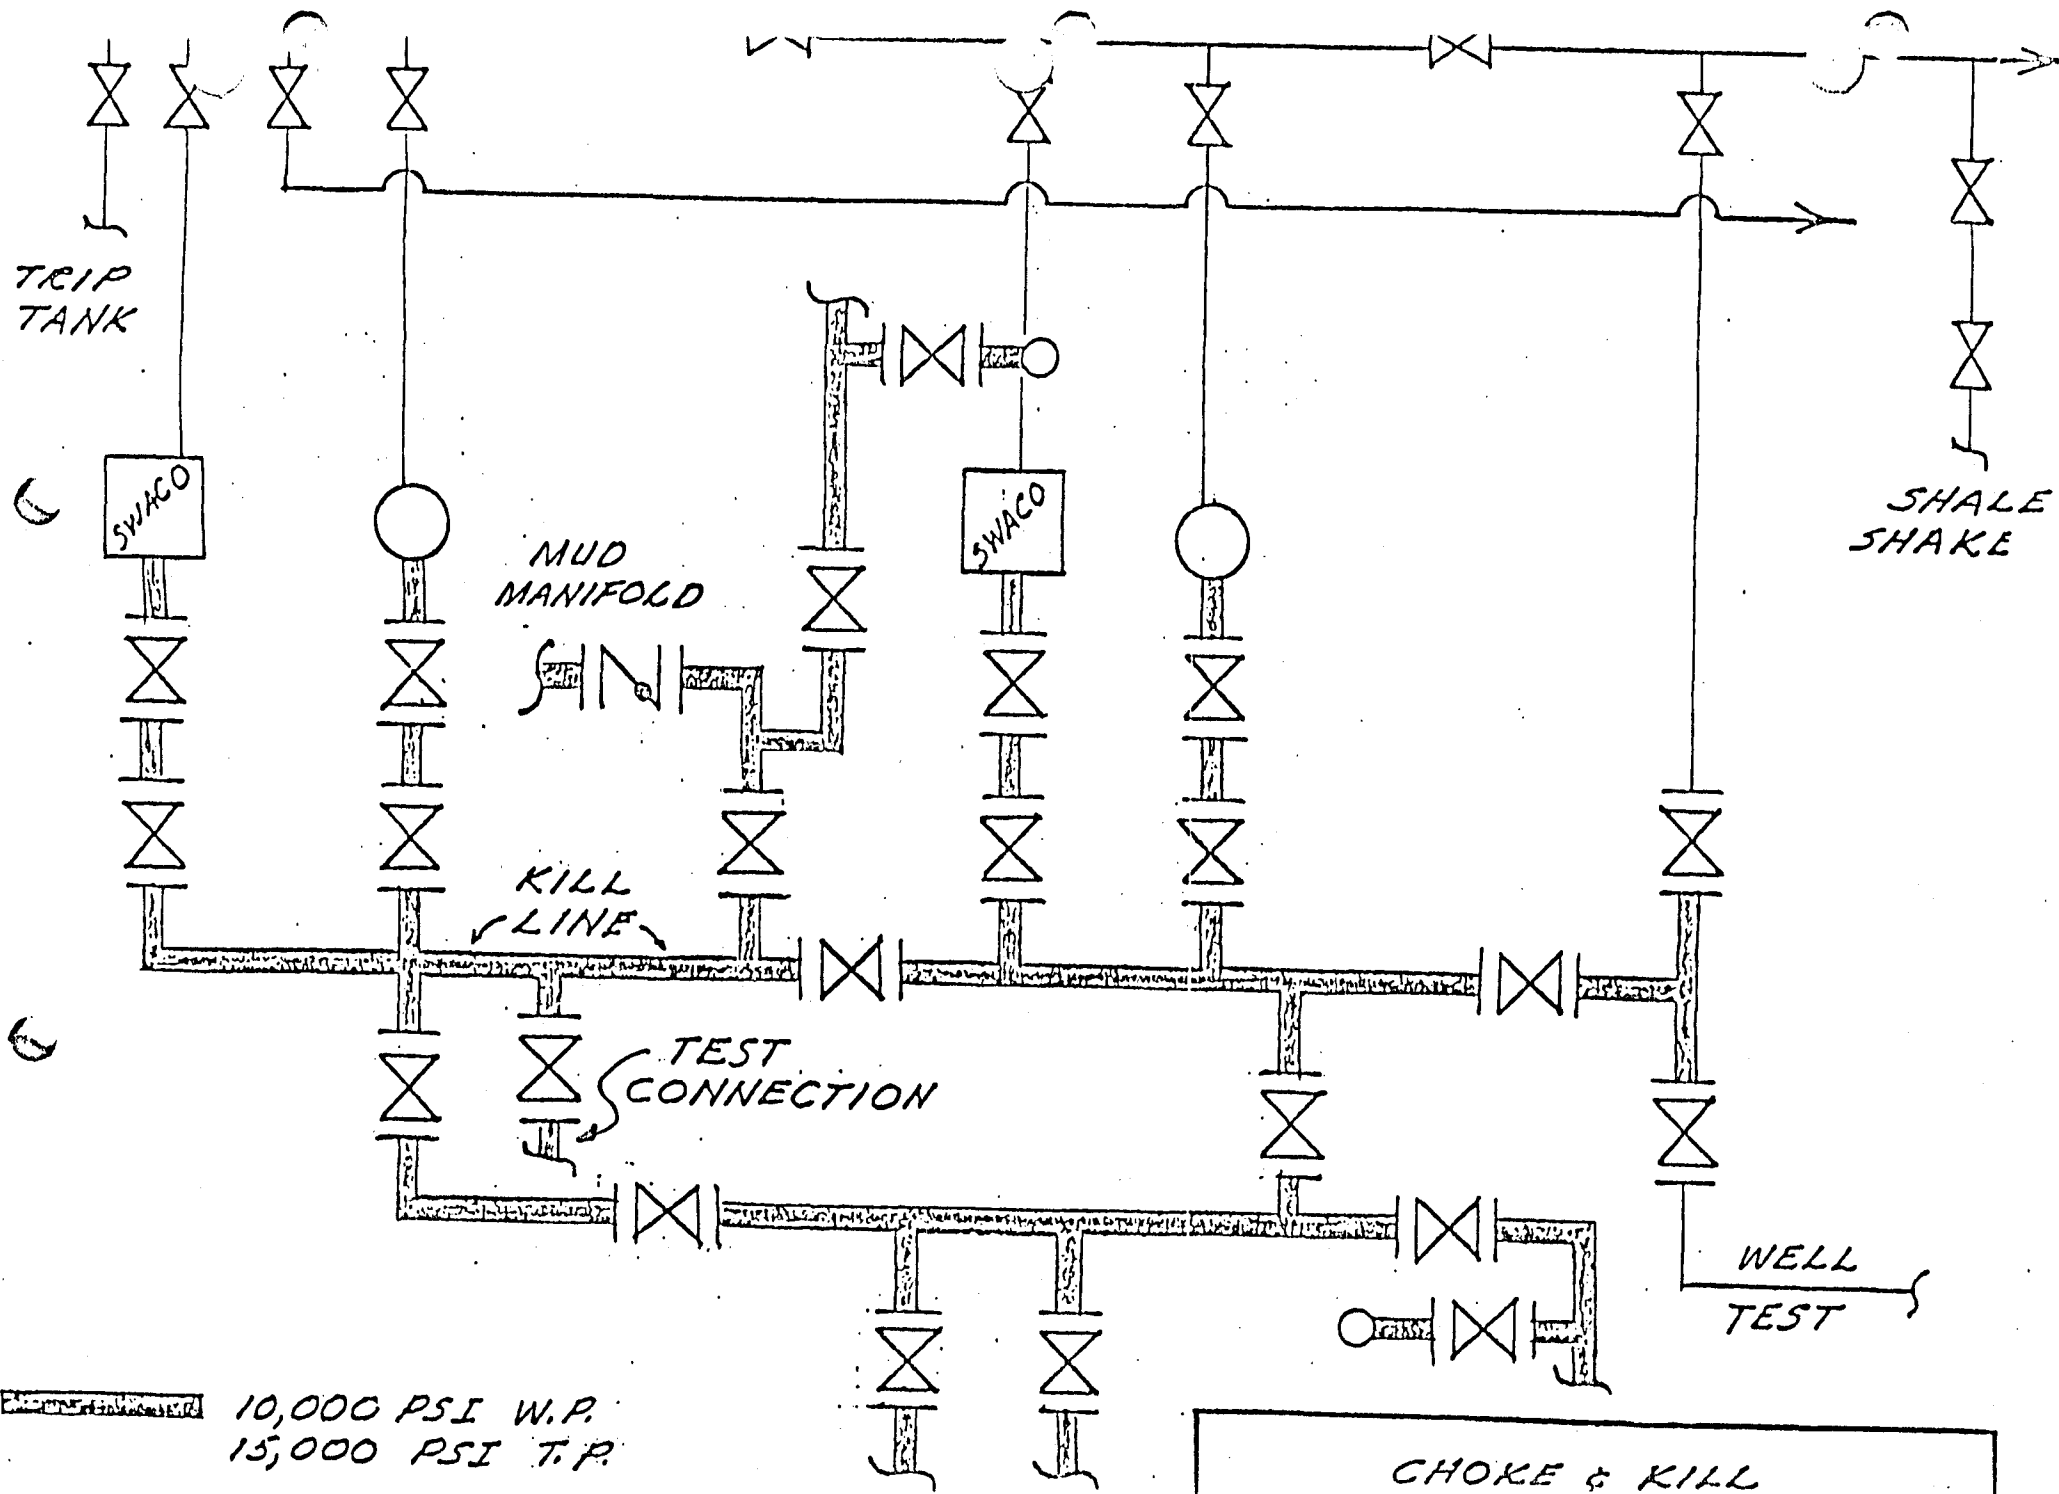 TRIP
TANK
SWACO
MUD
MANIFOLD
SWACO
SHALE
SHAKE
KILL
LINE
TEST
CONNECTION
WELL
TEST
10,000 PSI W.P.
15,000 PSI T.P.
CHOKE & KILL